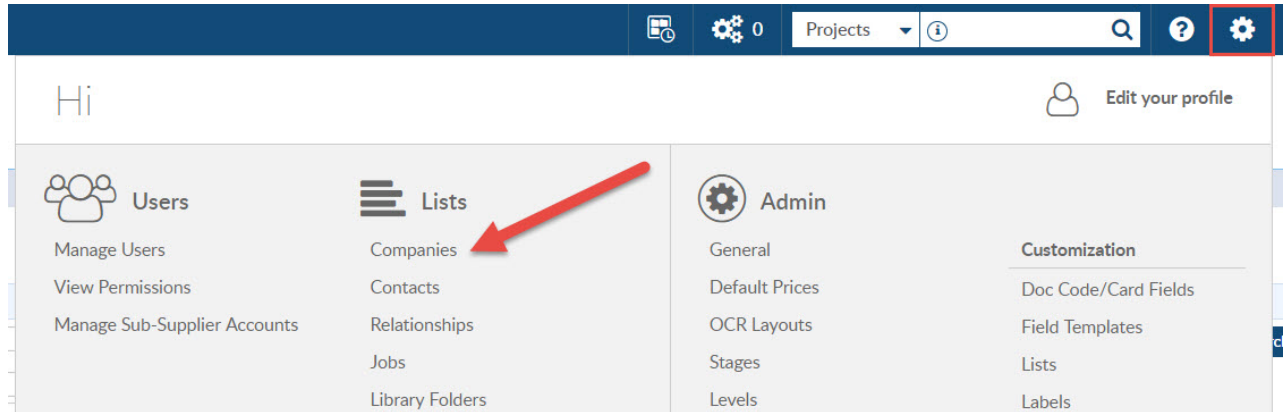 0
Projects
Hi
Edit your profile
Users
Manage Users
View Permissions
Manage Sub-Supplier Accounts
Lists
Companies
Contacts
Relationships
Jobs
Library Folders
Admin
General
Default Prices
OCR Layouts
Stages
Levels
Customization
Doc Code/Card Fields
Field Templates
Lists
Labels